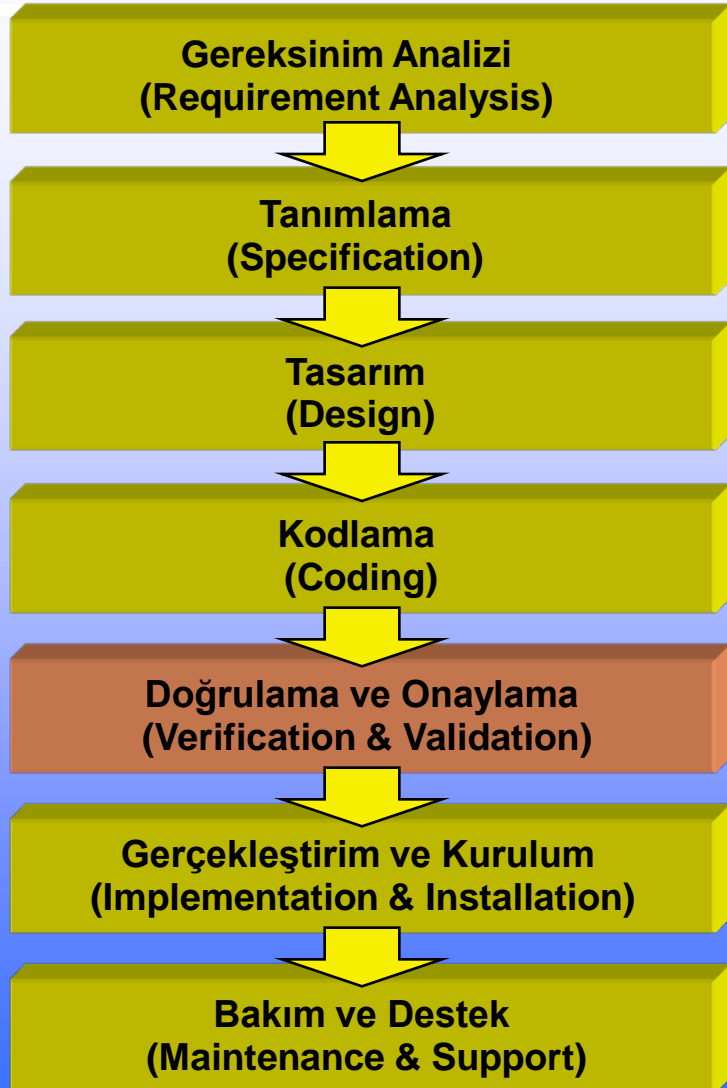 Gereksinim Analizi
(Requirement Analysis)
Tanımlama
(Specification)
Tasarım
(Design)
Kodlama
(Coding)
Doğrulama ve Onaylama
(Verification & Validation)
Gerçekleştirim ve Kurulum
(Implementation & Installation)
Bakım ve Destek
(Maintenance & Support)